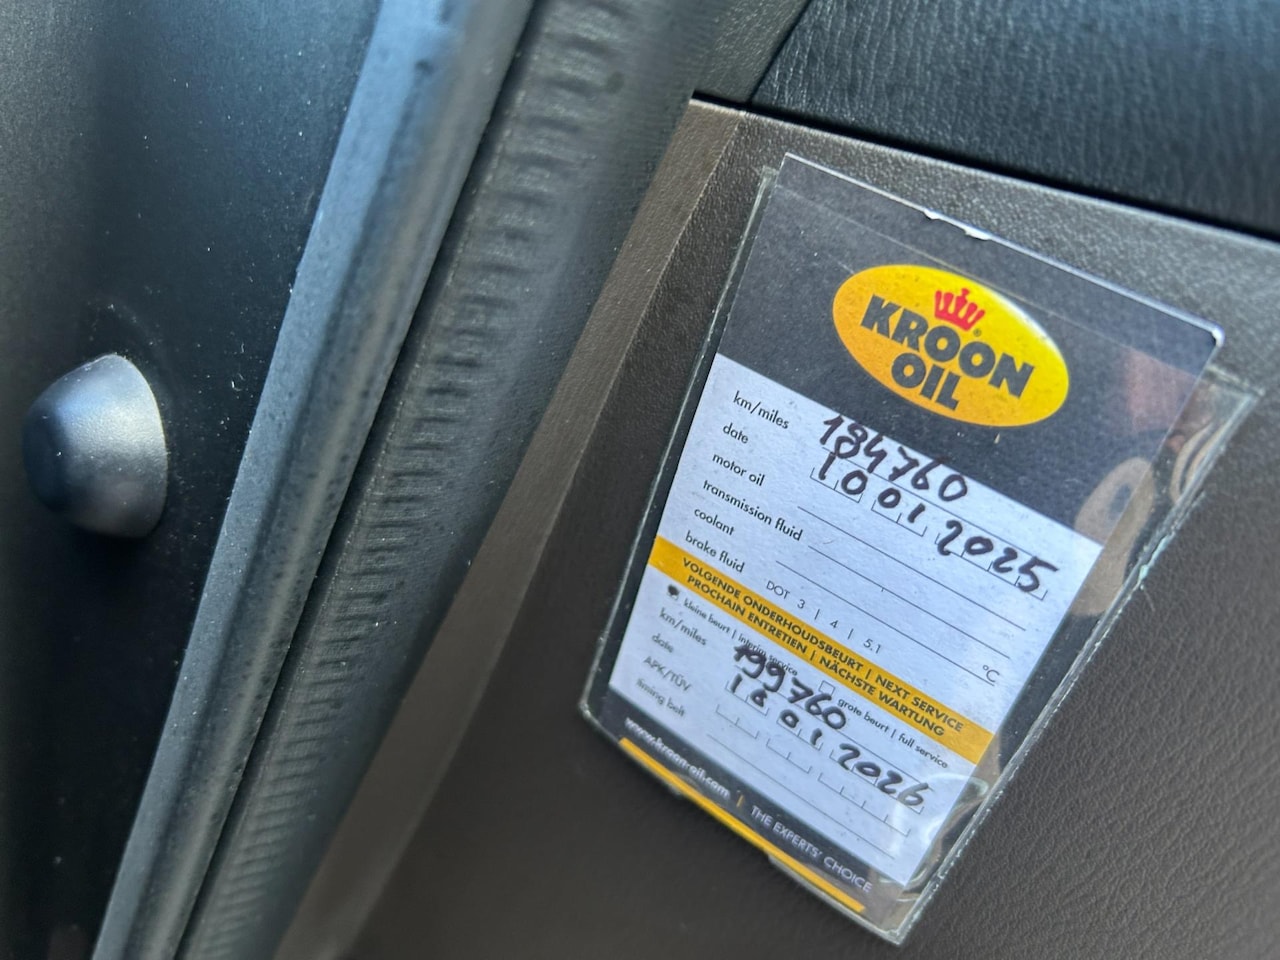 KROON
OIL
km/miles 184760
date 10 01 2025
motor oil
transmission fluid
coolant °C
brake fluid DOT 3 | 4 | 5.1
VOLGENDE ONDERHOUDSBEURT | NEXT SERVICE
PROCHAIN ENTRETIEN | NÄCHSTE WARTUNG
kleine beurt | interim service grote beurt | full service
km/miles 199760
date 10 01 2026
APK/TÜV
timing belt
www.kroon-oil.com | THE EXPERTS' CHOICE